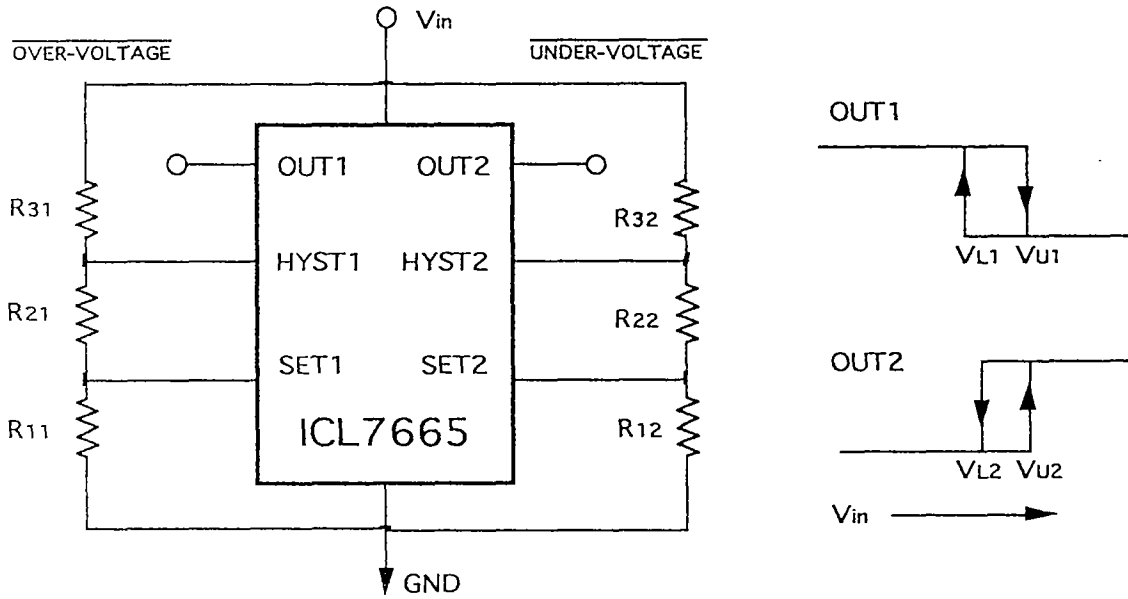 Vin
OVER-VOLTAGE
UNDER-VOLTAGE
OUT1 OUT2
R31
R32
HYST1 HYST2
R21
R22
SET1 SET2
R11
R12
ICL7665
GND
OUT1
VL1 VU1
OUT2
VL2 VU2
Vin